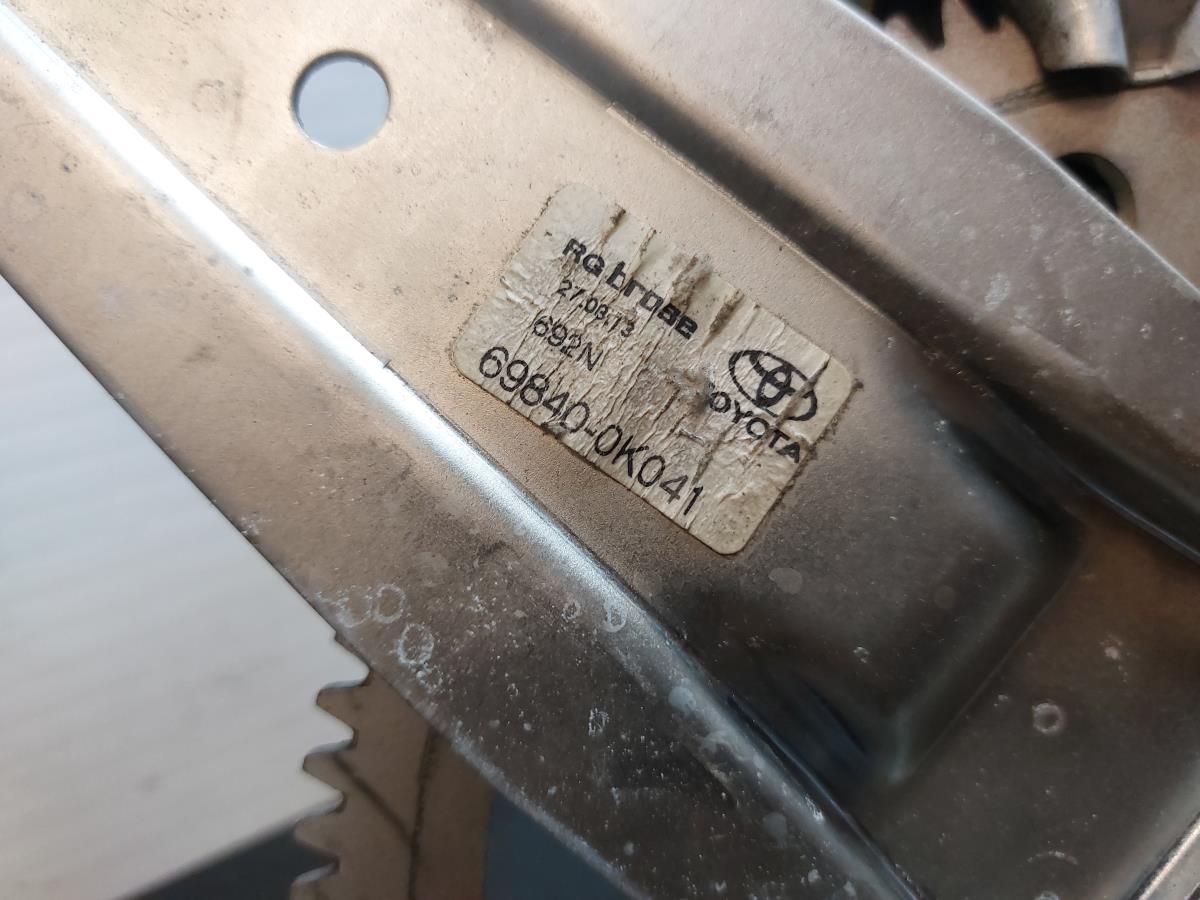 RG brose
27.08.13
692N
TOYOTA
69840-0K041